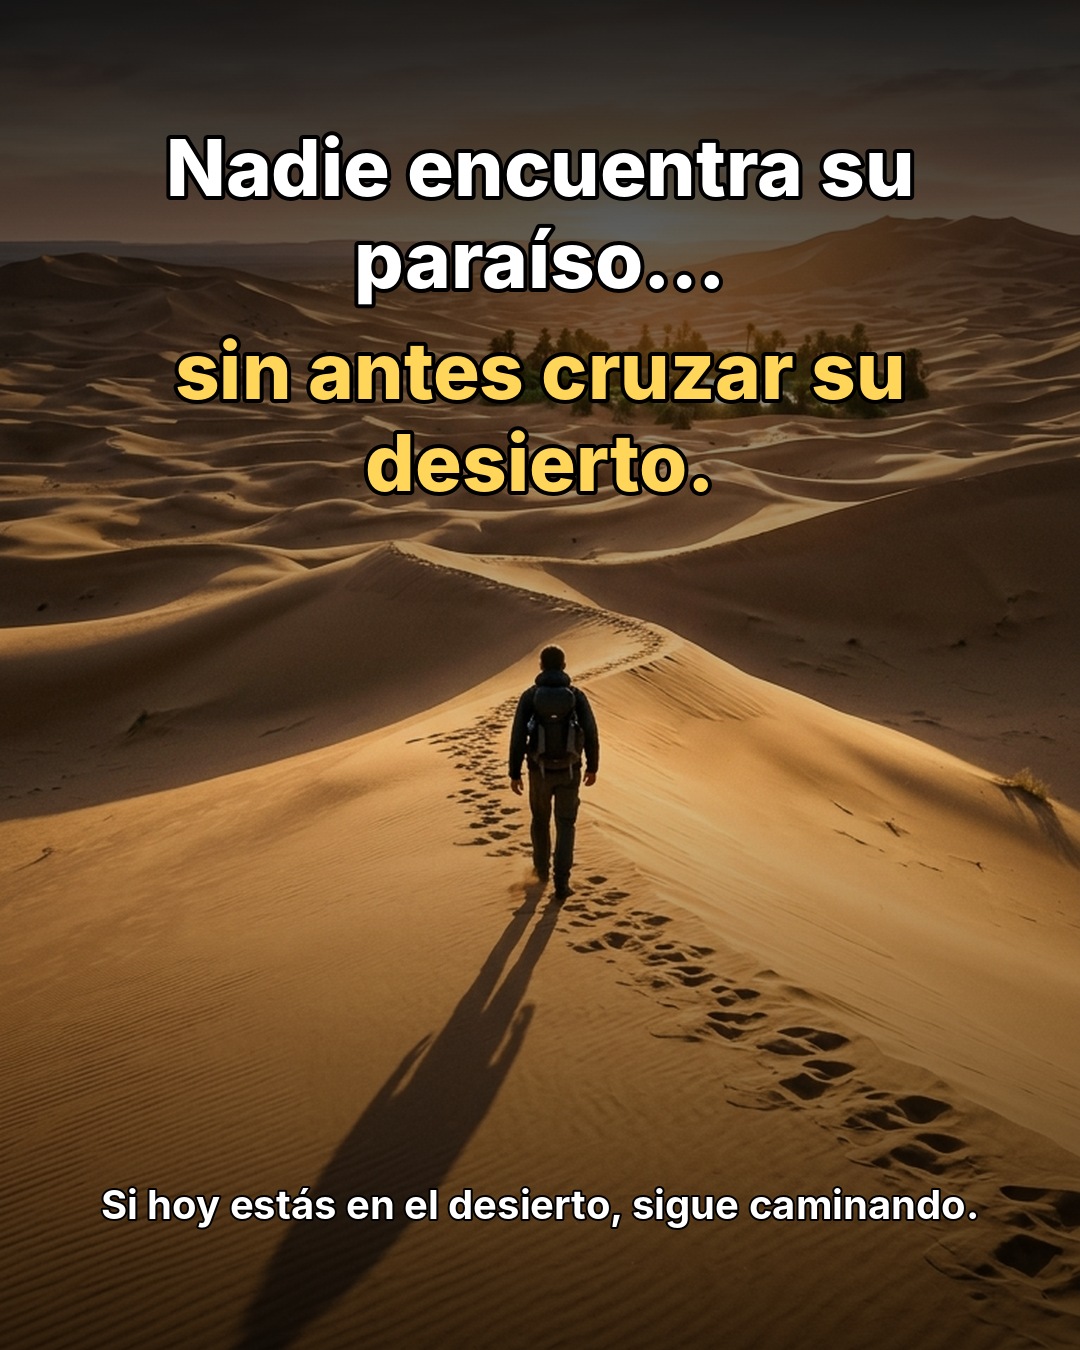 Nadie encuentra su
paraíso...
sin antes cruzar su
desierto.
Si hoy estás en el desierto, sigue caminando.